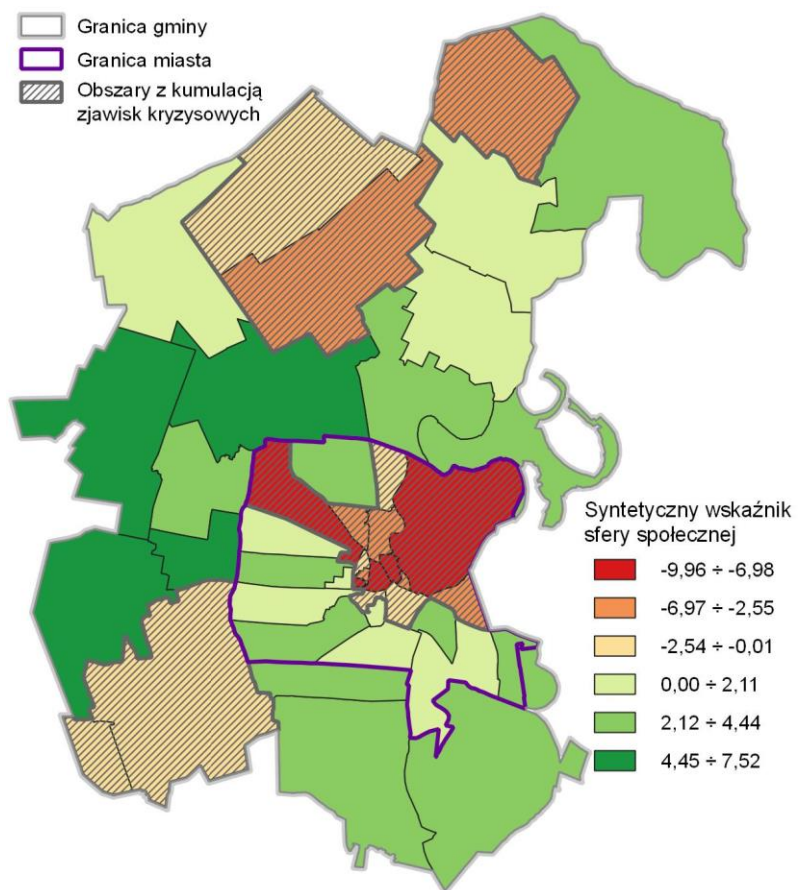 Granica gminy
Granica miasta
Obszary z kumulacją
zjawisk kryzysowych
Syntetyczny wskaźnik
sfery społecznej
-9,96 ÷ -6,98
-6,97 ÷ -2,55
-2,54 ÷ -0,01
0,00 ÷ 2,11
2,12 ÷ 4,44
4,45 ÷ 7,52